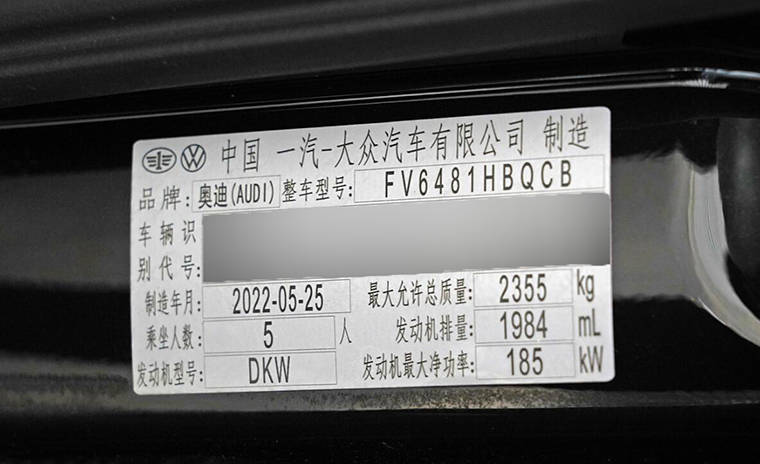 中国 一汽-大众汽车有限公司 制造
品牌: 奥迪(AUDI) 整车型号: FV6481HBQCB
车辆识
别代号:
制造年月: 2022-05-25 最大允许总质量: 2355 kg
乘坐人数: 5 人 发动机排量: 1984 mL
发动机型号: DKW 发动机最大净功率: 185 kW